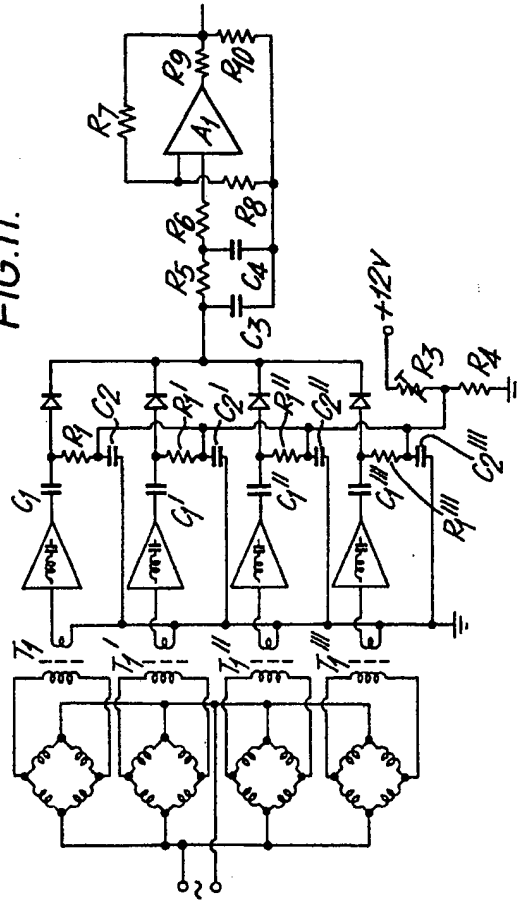 FIG.11.
R7
A1
R9
R10
R6
R8
R5
C4
C3
+12V
R3
R4
C1
R1
C2
C1'
R1'
C2'
C1"
R1"
C2"
C1'''
R1'''
C2'''
T1
T1'
T1"
T1'''
~